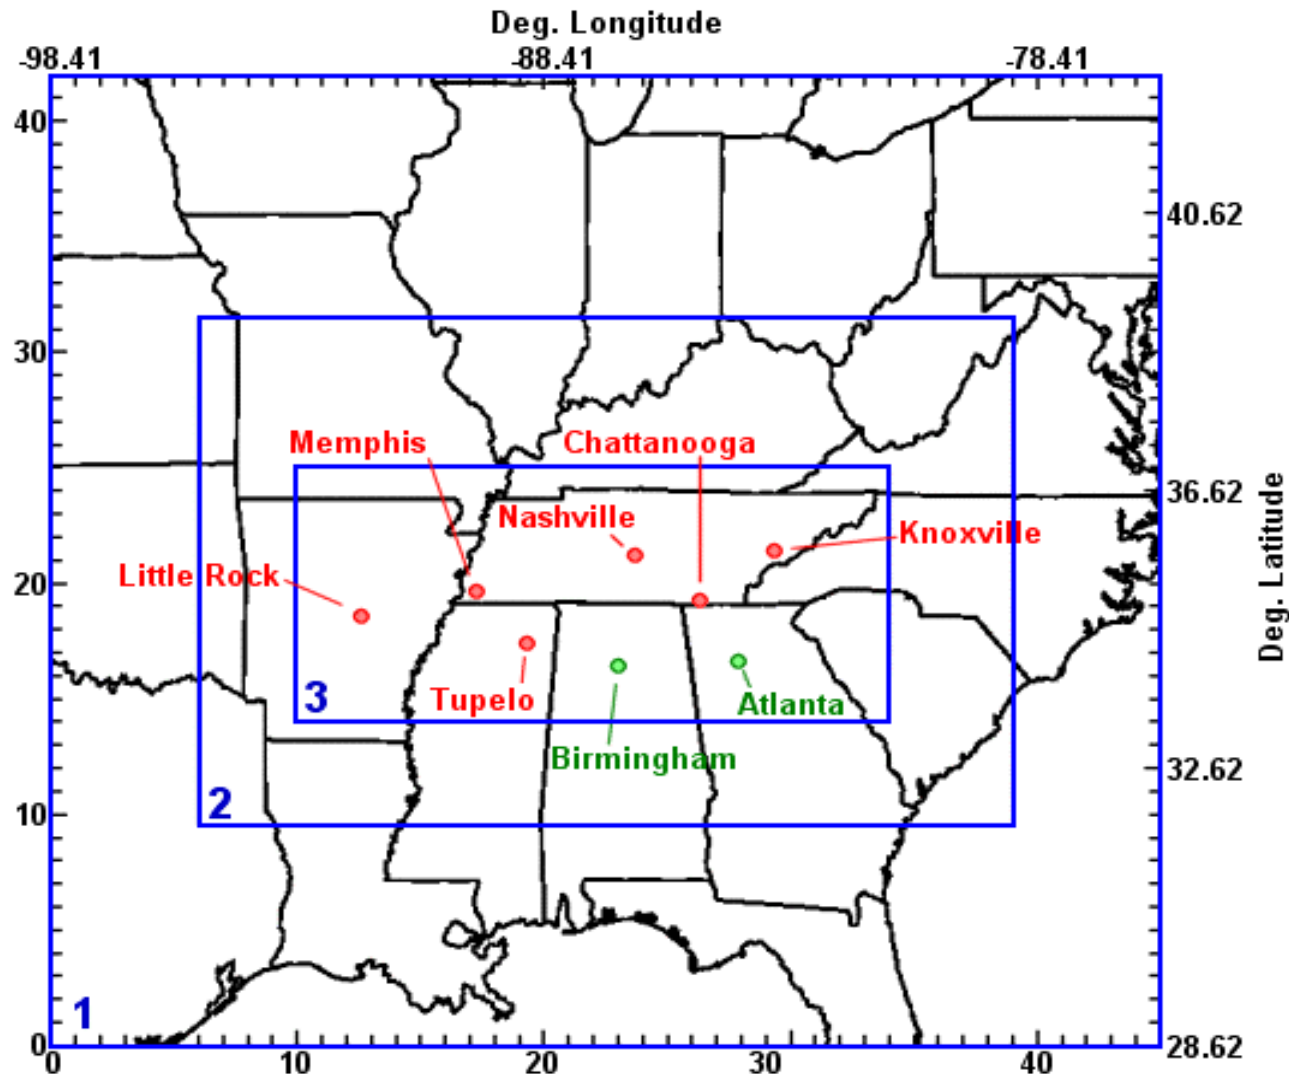 Deg. Longitude
-98.41 -88.41 -78.41
40
40.62
30
Memphis Chattanooga
36.62
Nashville
Knoxville
Little Rock
20
Deg. Latitude
3
Tupelo
Atlanta
Birmingham
32.62
2
10
1
0
28.62
0 10 20 30 40